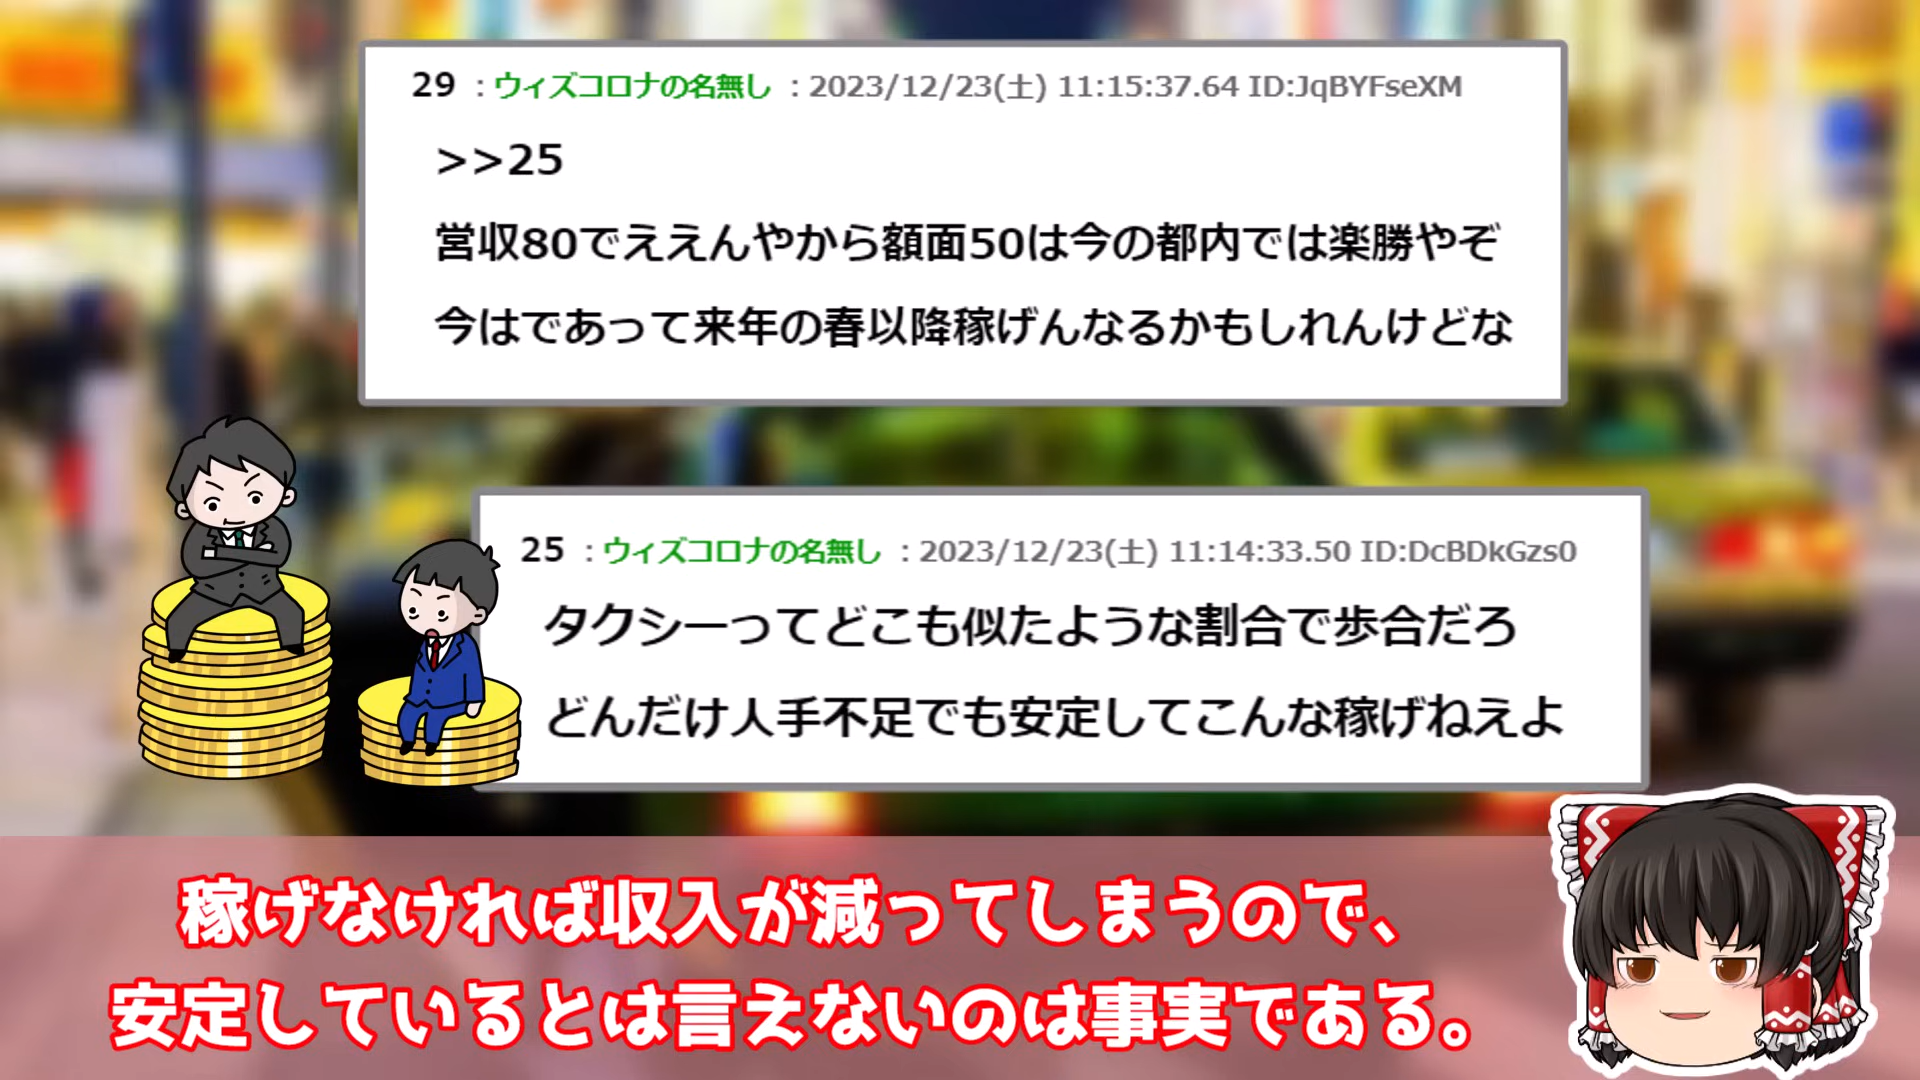 29 ：ウィズコロナの名無し ：2023/12/23(土) 11:15:37.64 ID:JqBYFseXM
>>25
営収80でええんやから額面50は今の都内では楽勝やぞ
今はであって来年の春以降稼げんなるかもしれんけどな
25 ：ウィズコロナの名無し ：2023/12/23(土) 11:14:33.50 ID:DcBDkGzs0
タクシーってどこも似たような割合で歩合だろ
どんだけ人手不足でも安定してこんな稼げねえよ
稼げなければ収入が減ってしまうので、
安定しているとは言えないのは事実である。